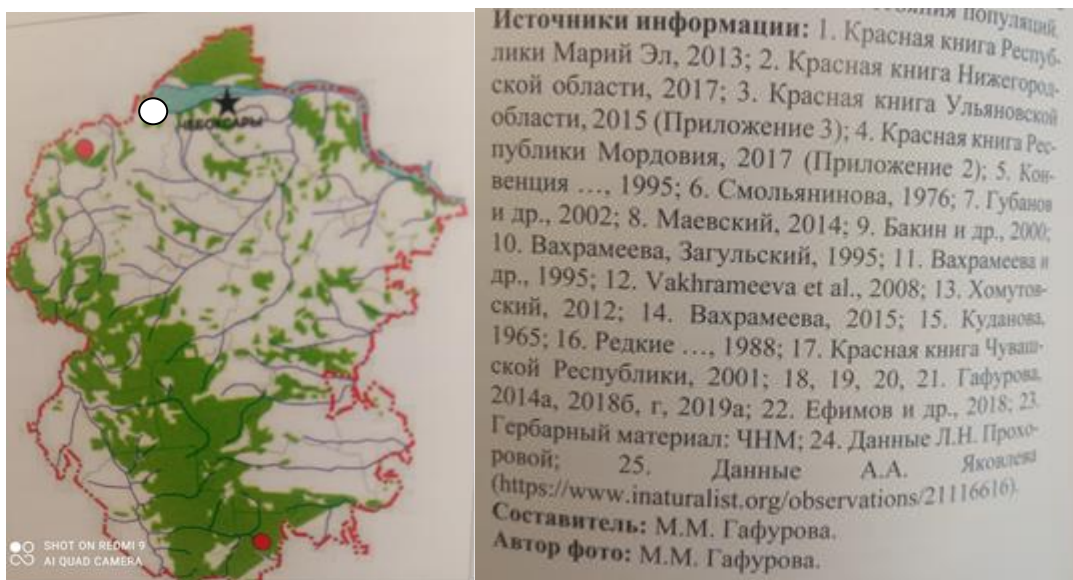 ЧЕБОКСАРЫ
SHOT ON REDMI 9
AI QUAD CAMERA
популяций.
Источники информации: 1. Красная книга Респуб-
лики Марий Эл, 2013; 2. Красная книга Нижегород-
ской области, 2017; 3. Красная книга Ульяновской
области, 2015 (Приложение 3); 4. Красная книга Рес-
публики Мордовия, 2017 (Приложение 2); 5. Кон-
венция ..., 1995; 6. Смольянинова, 1976; 7. Губанов
и др., 2002; 8. Маевский, 2014; 9. Бакин и др., 2000;
10. Вахрамеева, Загульский, 1995; 11. Вахрамеева и
др., 1995; 12. Vakhrameeva et al., 2008; 13. Хомутов-
ский, 2012; 14. Вахрамеева, 2015; 15. Куданова,
1965; 16. Редкие ..., 1988; 17. Красная книга Чуваш-
ской Республики, 2001; 18, 19, 20, 21. Гафурова,
2014а, 2018б, г, 2019а; 22. Ефимов и др., 2018; 23.
Гербарный материал: ЧНМ; 24. Данные Л.Н. Прохо-
ровой; 25. Данные А.А. Яковлева
(https://www.inaturalist.org/observations/21116616).
Составитель: М.М. Гафурова.
Автор фото: М.М. Гафурова.